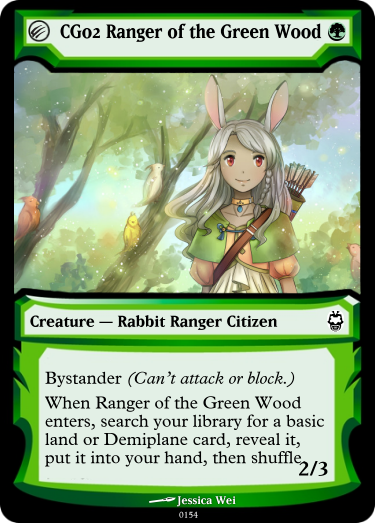 CG02 Ranger of the Green Wood
Creature — Rabbit Ranger Citizen
Bystander (Can't attack or block.)
When Ranger of the Green Wood
enters, search your library for a basic
land or Demiplane card, reveal it,
put it into your hand, then shuffle.
2/3
Jessica Wei
0154